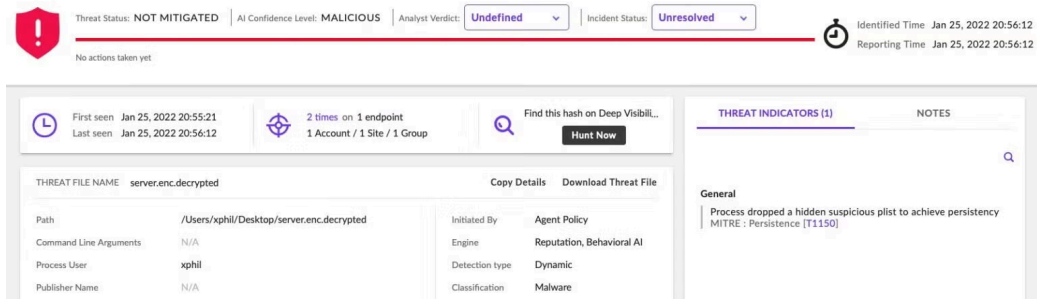 Threat Status: NOT MITIGATED AI Confidence Level: MALICIOUS Analyst Verdict: Undefined Incident Status: Unresolved
Identified Time Jan 25, 2022 20:56:12
Reporting Time Jan 25, 2022 20:56:12
No actions taken yet
First seen Jan 25, 2022 20:55:21
Last seen Jan 25, 2022 20:56:12
2 times on 1 endpoint
1 Account / 1 Site / 1 Group
Find this hash on Deep Visibili...
Hunt Now
THREAT INDICATORS (1) NOTES
THREAT FILE NAME server.enc.decrypted Copy Details Download Threat File
Path /Users/xphil/Desktop/server.enc.decrypted
Command Line Arguments N/A
Process User xphil
Publisher Name N/A
Initiated By Agent Policy
Engine Reputation, Behavioral AI
Detection type Dynamic
Classification Malware
General
Process dropped a hidden suspicious plist to achieve persistency
MITRE : Persistence [T1150]